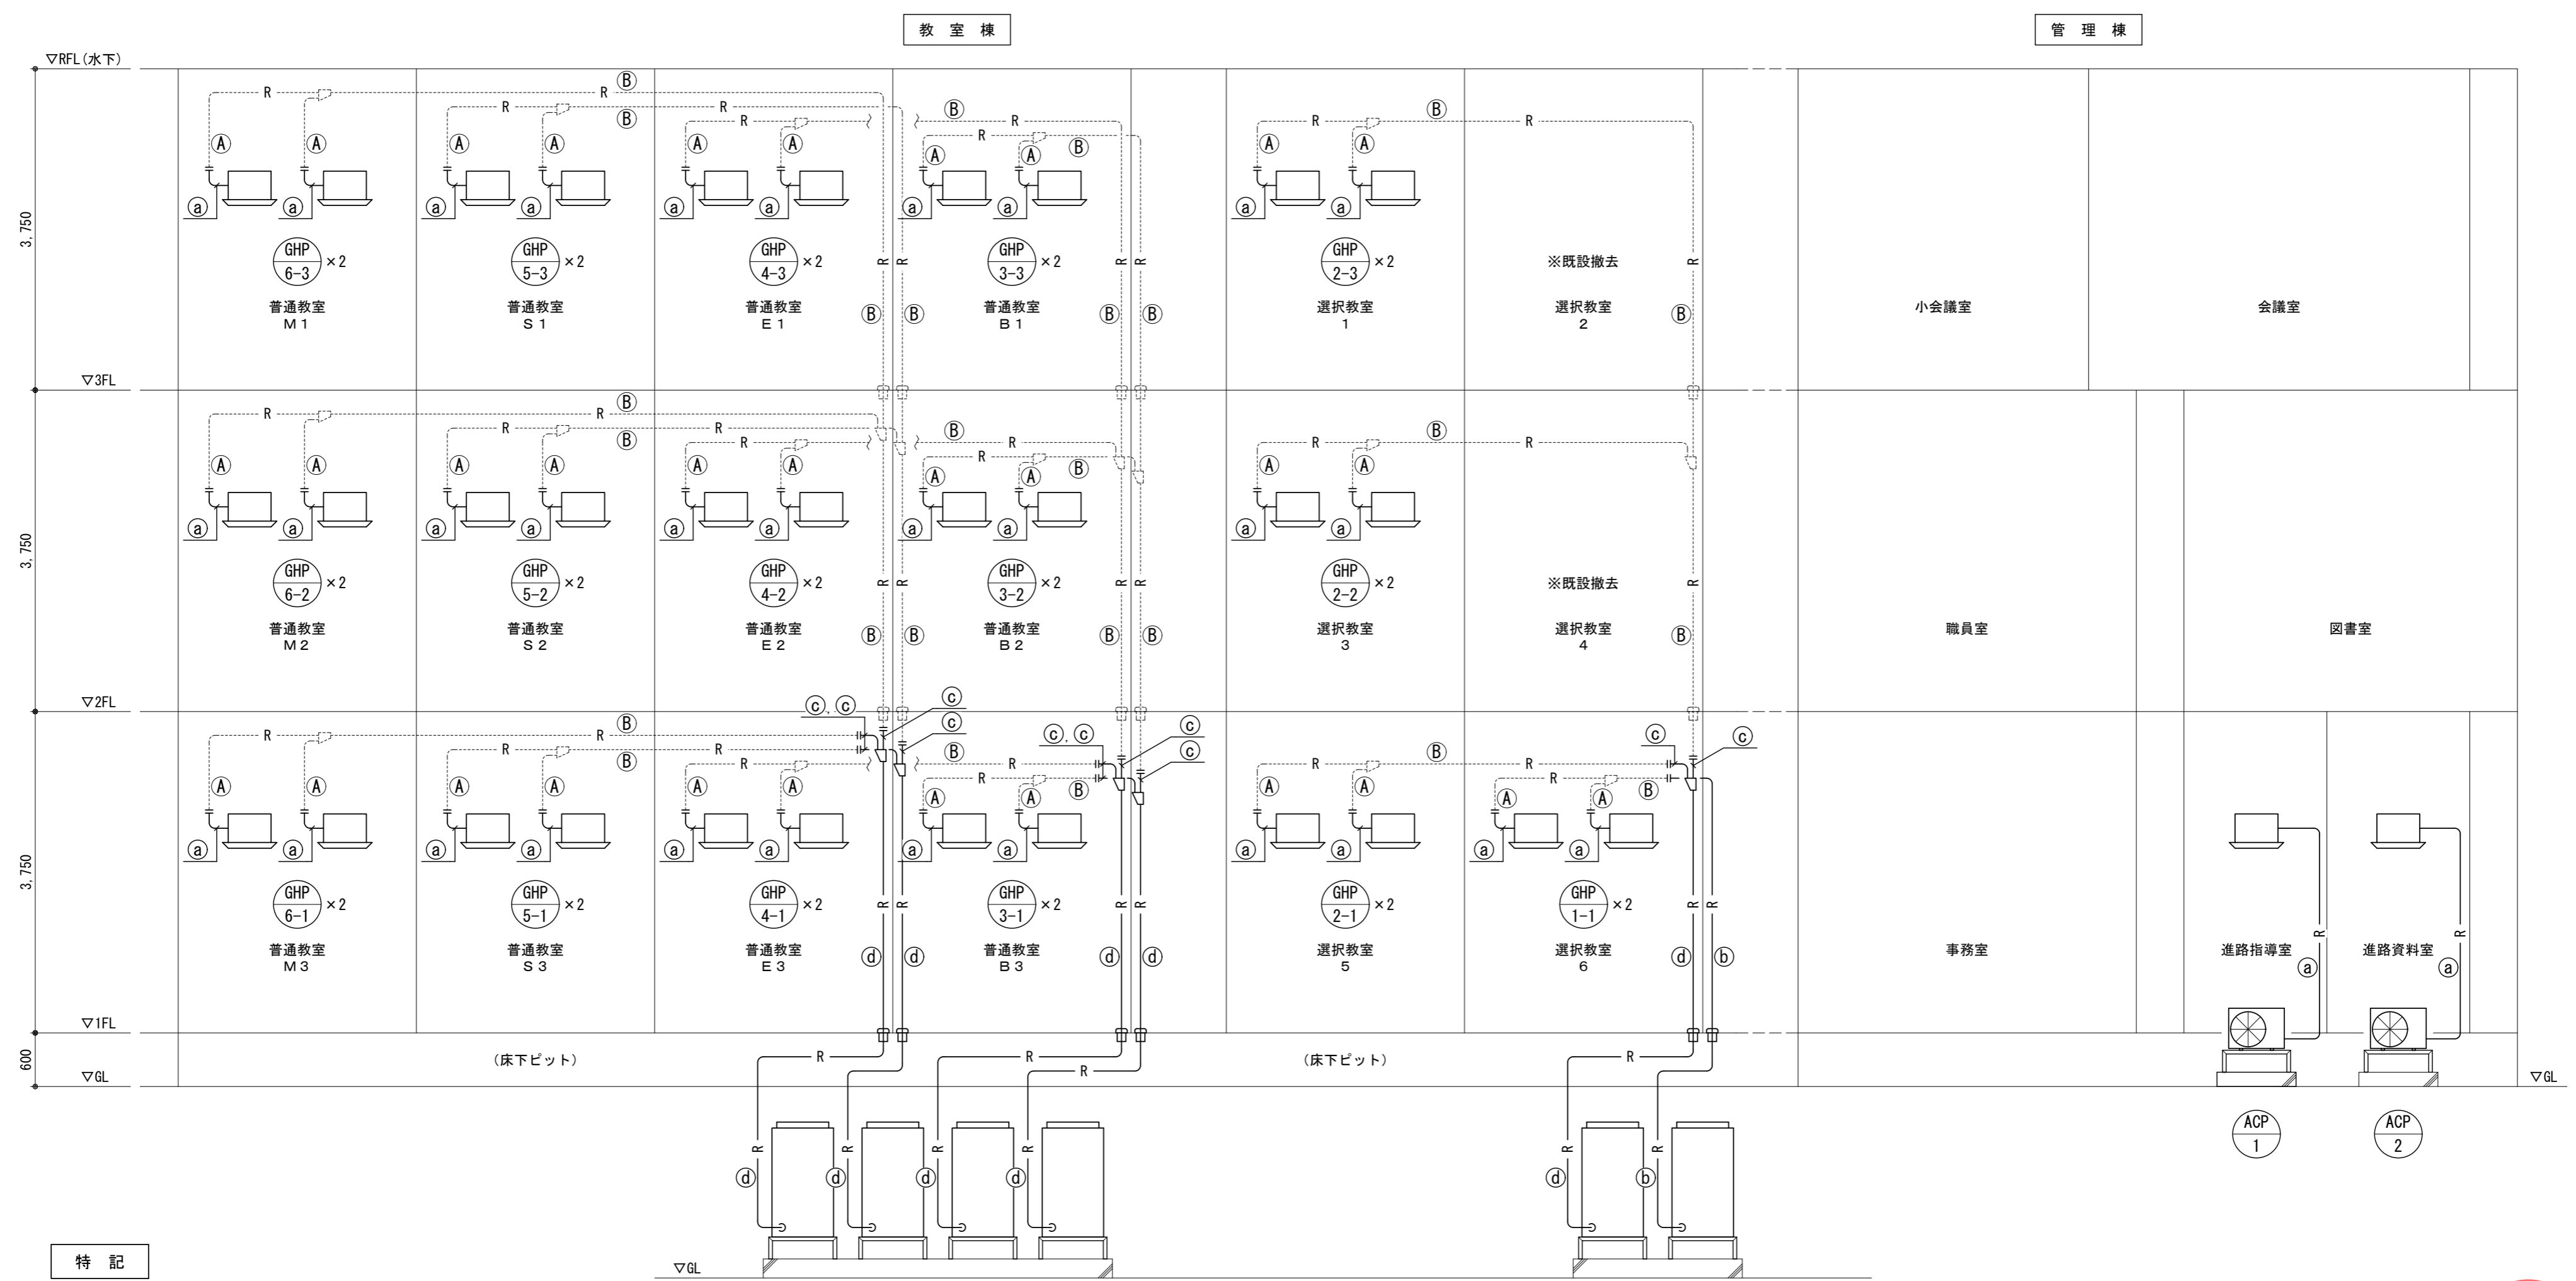 教 室 棟
管 理 棟
▽RFL(水下)
R R Ⓑ
R R Ⓑ
R R Ⓑ
R Ⓑ
R R Ⓑ
Ⓐ Ⓐ Ⓐ Ⓐ Ⓐ Ⓐ Ⓐ Ⓐ Ⓐ Ⓐ
ⓐ ⓐ ⓐ ⓐ ⓐ ⓐ ⓐ ⓐ ⓐ ⓐ
3,750
GHP 6-3 ×2
GHP 5-3 ×2
GHP 4-3 ×2
GHP 3-3 ×2
GHP 2-3 ×2
※既設撤去
R R R R R
普通教室 M1
普通教室 S1
普通教室 E1
普通教室 B1
選択教室 1
選択教室 2
小会議室
会議室
Ⓑ Ⓑ Ⓑ Ⓑ Ⓑ
▽3FL
R R Ⓑ
R R Ⓑ
R R Ⓑ
R Ⓑ
R R Ⓑ
Ⓐ Ⓐ Ⓐ Ⓐ Ⓐ Ⓐ Ⓐ Ⓐ Ⓐ Ⓐ
ⓐ ⓐ ⓐ ⓐ ⓐ ⓐ ⓐ ⓐ ⓐ ⓐ
3,750
GHP 6-2 ×2
GHP 5-2 ×2
GHP 4-2 ×2
GHP 3-2 ×2
GHP 2-2 ×2
※既設撤去
R R R R R
普通教室 M2
普通教室 S2
普通教室 E2
普通教室 B2
選択教室 3
選択教室 4
職員室
図書室
Ⓑ Ⓑ Ⓑ Ⓑ Ⓑ
▽2FL
ⓒ,ⓒ ⓒ ⓒ
ⓒ,ⓒ ⓒ ⓒ
ⓒ ⓒ
R R Ⓑ
R R Ⓑ
R R Ⓑ
R Ⓑ
R R Ⓑ
R Ⓑ
Ⓐ Ⓐ Ⓐ Ⓐ Ⓐ Ⓐ Ⓐ Ⓐ Ⓐ Ⓐ Ⓐ Ⓐ
ⓐ ⓐ ⓐ ⓐ ⓐ ⓐ ⓐ ⓐ ⓐ ⓐ ⓐ ⓐ
3,750
GHP 6-1 ×2
GHP 5-1 ×2
GHP 4-1 ×2
GHP 3-1 ×2
GHP 2-1 ×2
GHP 1-1 ×2
R R R R R R R R
普通教室 M3
普通教室 S3
普通教室 E3
普通教室 B3
選択教室 5
選択教室 6
事務室
進路指導室
進路資料室
ⓓ ⓓ ⓓ ⓓ ⓓ ⓑ ⓐ ⓐ
▽1FL
600
(床下ピット)
(床下ピット)
R R R R
▽GL
▽GL
ACP 1
ACP 2
R R R R R R
ⓓ ⓓ ⓓ ⓓ ⓓ ⓑ
特 記
▽GL